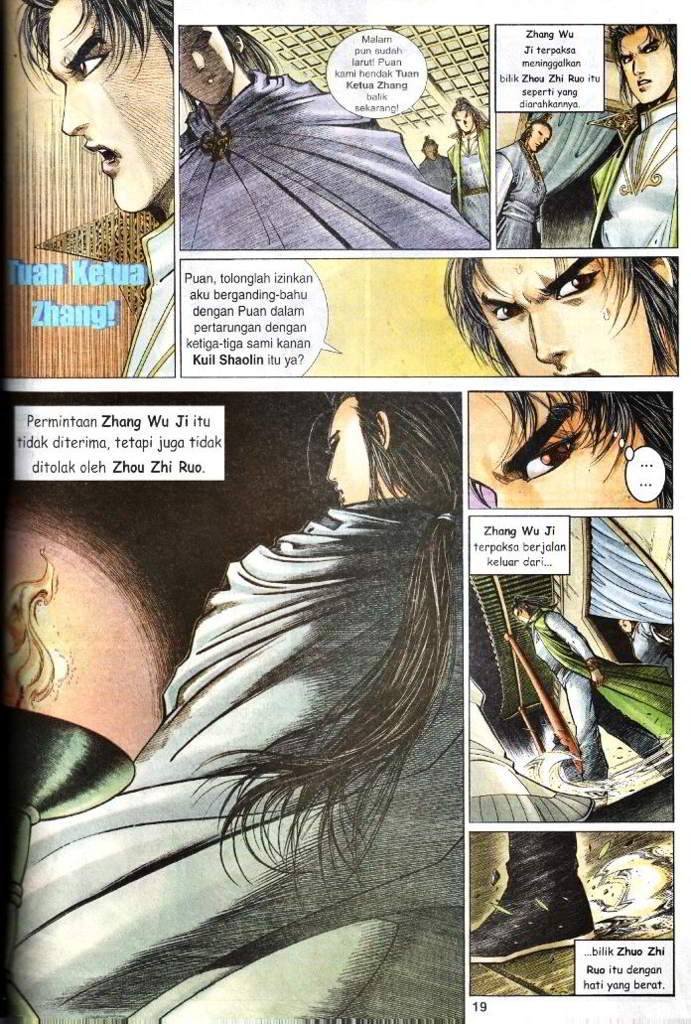 Malam
pun sudah
larut! Puan
kami hendak Tuan
Ketua Zhang
balik
sekarang!
Zhang Wu
Ji terpaksa
meninggalkan
bilik Zhou Zhi Ruo itu
seperti yang
diarahkannya.
Tuan Ketua
Zhang!
Puan, tolonglah izinkan
aku berganding-bahu
dengan Puan dalam
pertarungan dengan
ketiga-tiga sami kanan
Kuil Shaolin itu ya?
Permintaan Zhang Wu Ji itu
tidak diterima, tetapi juga tidak
ditolak oleh Zhou Zhi Ruo.
...
...
Zhang Wu Ji
terpaksa berjalan
keluar dari...
...bilik Zhuo Zhi
Ruo itu dengan
hati yang berat.
19